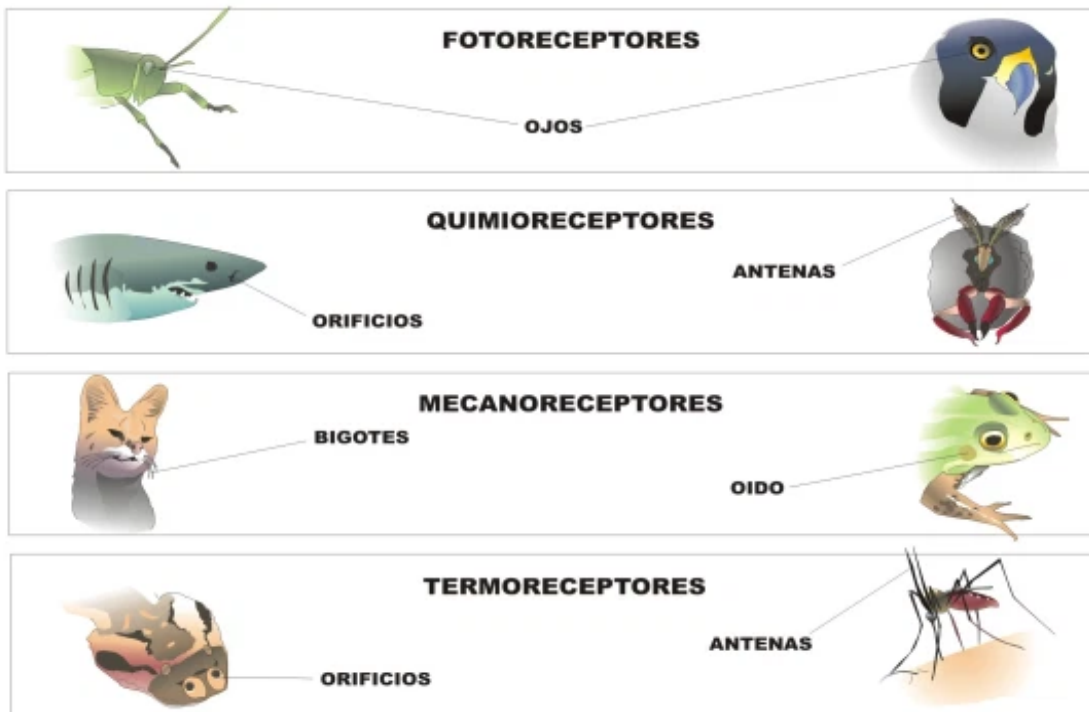 FOTORECEPTORES
OJOS
QUIMIORECEPTORES
ANTENAS
ORIFICIOS
MECANORECEPTORES
BIGOTES
OIDO
TERMORECEPTORES
ANTENAS
ORIFICIOS